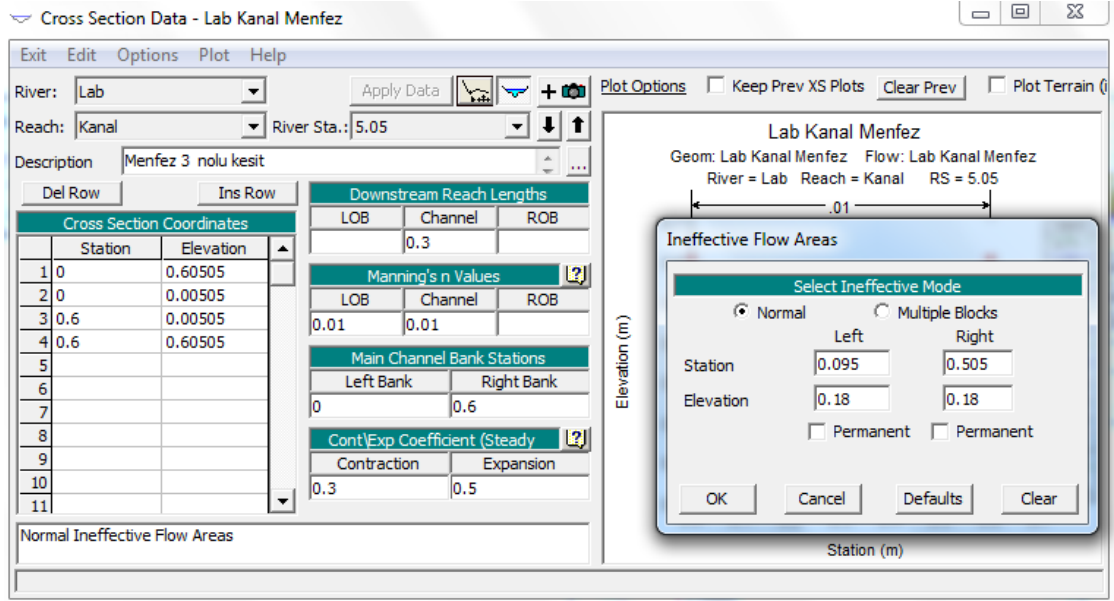 Cross Section Data - Lab Kanal Menfez
Exit Edit Options Plot Help
River: Lab Apply Data
Plot Options Keep Prev XS Plots Clear Prev Plot Terrain (i
Reach: Kanal River Sta.: 5.05
Description Menfez 3 nolu kesit ...
Del Row Ins Row
Cross Section Coordinates
Station Elevation
1 0 0.60505
2 0 0.00505
3 0.6 0.00505
4 0.6 0.60505
5
6
7
8
9
10
11
Downstream Reach Lengths
LOB Channel ROB
0.3
Manning's n Values
LOB Channel ROB
0.01 0.01
Main Channel Bank Stations
Left Bank Right Bank
0 0.6
Cont\Exp Coefficient (Steady
Contraction Expansion
0.3 0.5
Normal Ineffective Flow Areas
Lab Kanal Menfez
Geom: Lab Kanal Menfez Flow: Lab Kanal Menfez
River = Lab Reach = Kanal RS = 5.05
.01
Elevation (m)
Ineffective Flow Areas
Select Ineffective Mode
Normal Multiple Blocks
Left Right
Station 0.095 0.505
Elevation 0.18 0.18
Permanent Permanent
OK Cancel Defaults Clear
Station (m)